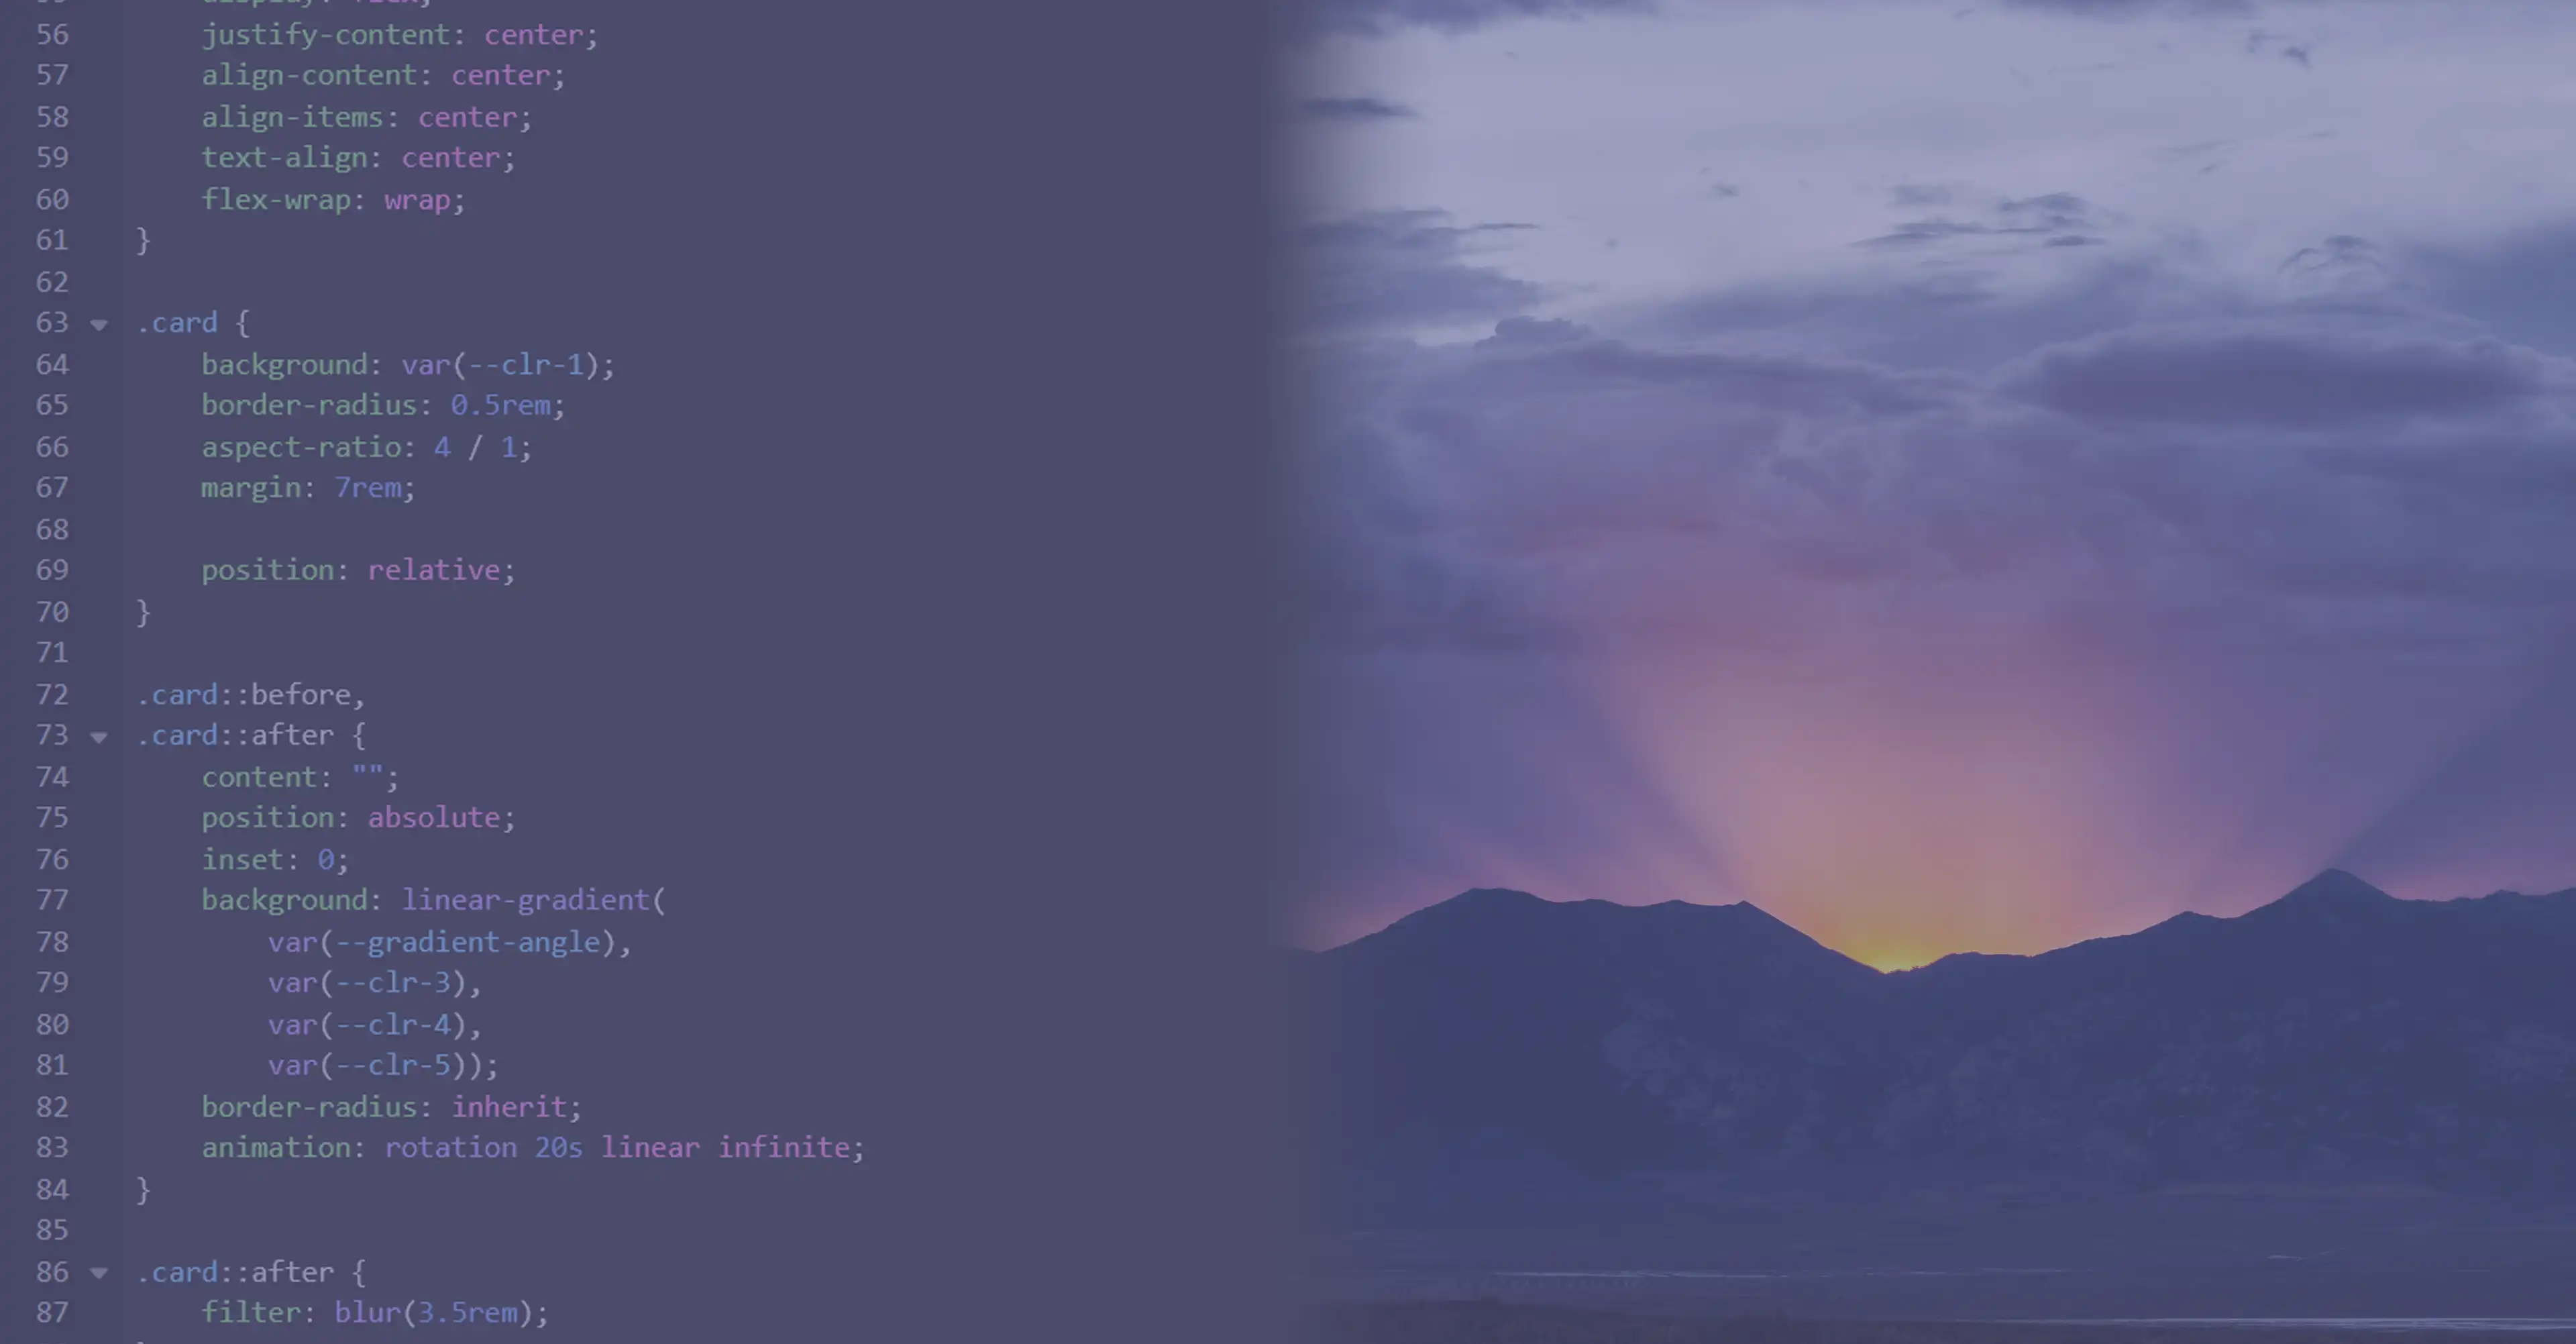 display: flex;
56 justify-content: center;
57 align-content: center;
58 align-items: center;
59 text-align: center;
60 flex-wrap: wrap;
61 }
62
63 .card {
64 background: var(--clr-1);
65 border-radius: 0.5rem;
66 aspect-ratio: 4 / 1;
67 margin: 7rem;
68
69 position: relative;
70 }
71
72 .card::before,
73 .card::after {
74 content: "";
75 position: absolute;
76 inset: 0;
77 background: linear-gradient(
78 var(--gradient-angle),
79 var(--clr-3),
80 var(--clr-4),
81 var(--clr-5));
82 border-radius: inherit;
83 animation: rotation 20s linear infinite;
84 }
85
86 .card::after {
87 filter: blur(3.5rem);